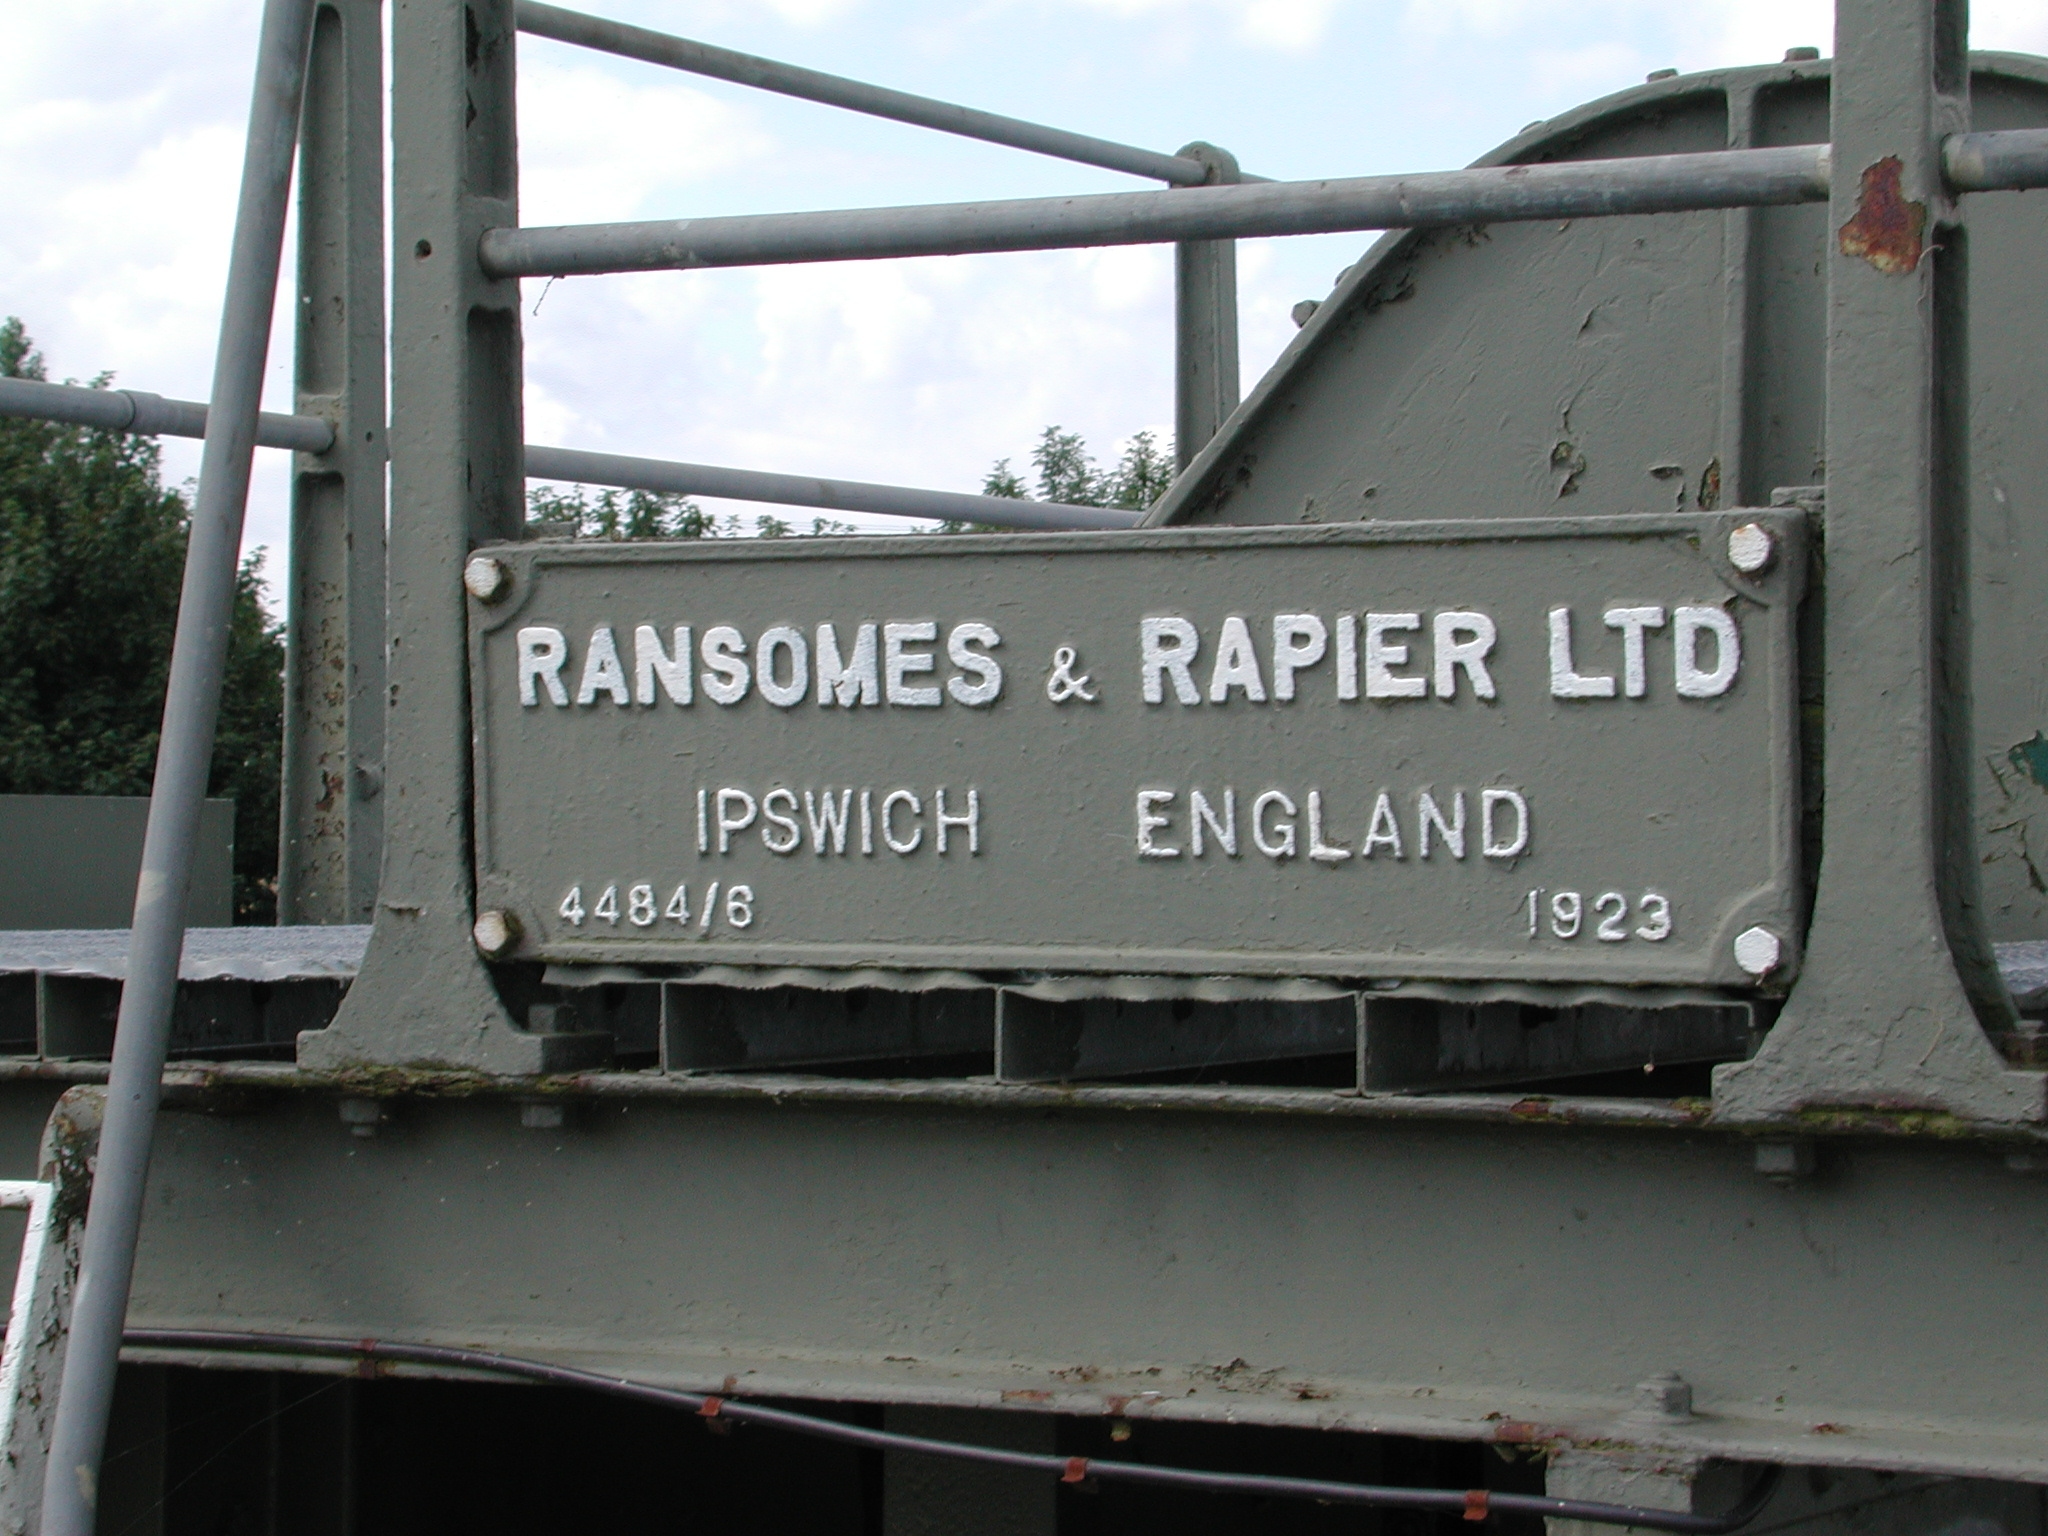 RANSOMES & RAPIER LTD
IPSWICH ENGLAND
4484/6 1923